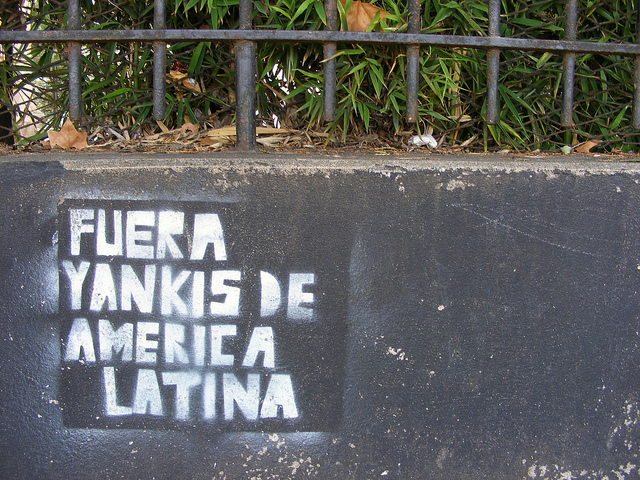 FUERA
YANKIS DE
AMERICA
LATINA